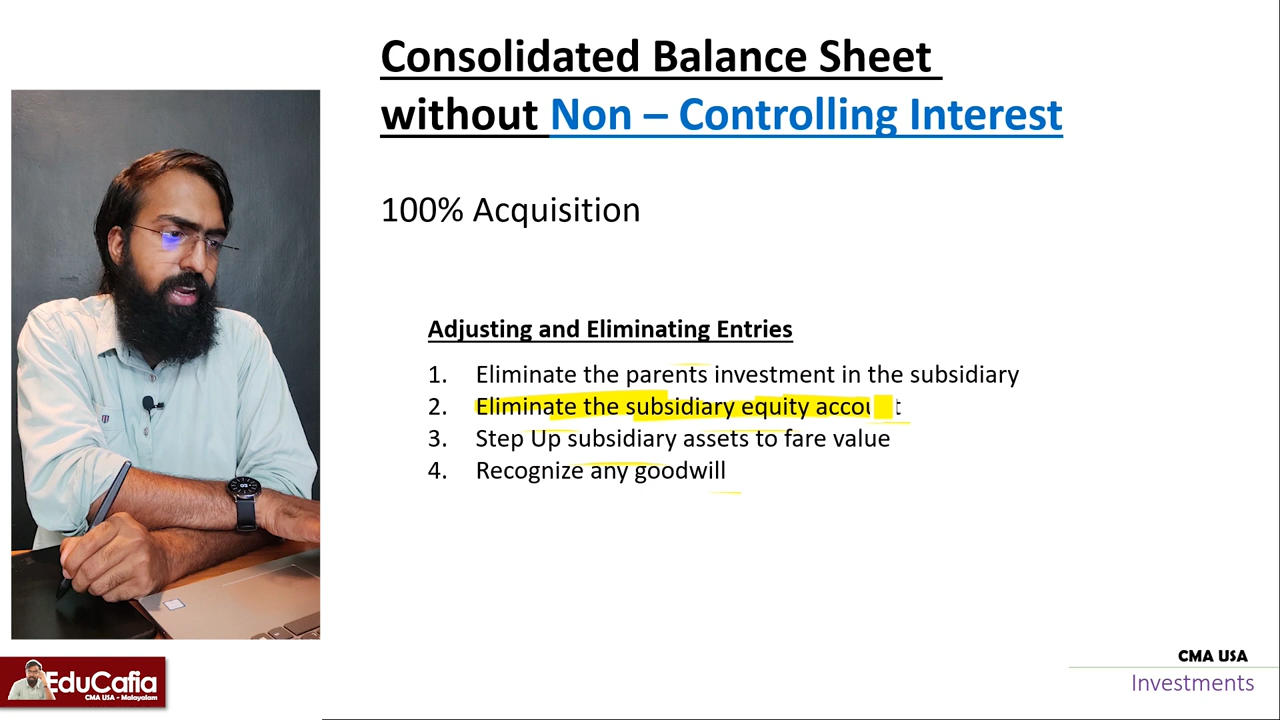 Consolidated Balance Sheet
without Non – Controlling Interest
100% Acquisition
Adjusting and Eliminating Entries
1. Eliminate the parents investment in the subsidiary
2. Eliminate the subsidiary equity account
3. Step Up subsidiary assets to fare value
4. Recognize any goodwill
EduCafia
CMA USA - Malayalam
CMA USA
Investments